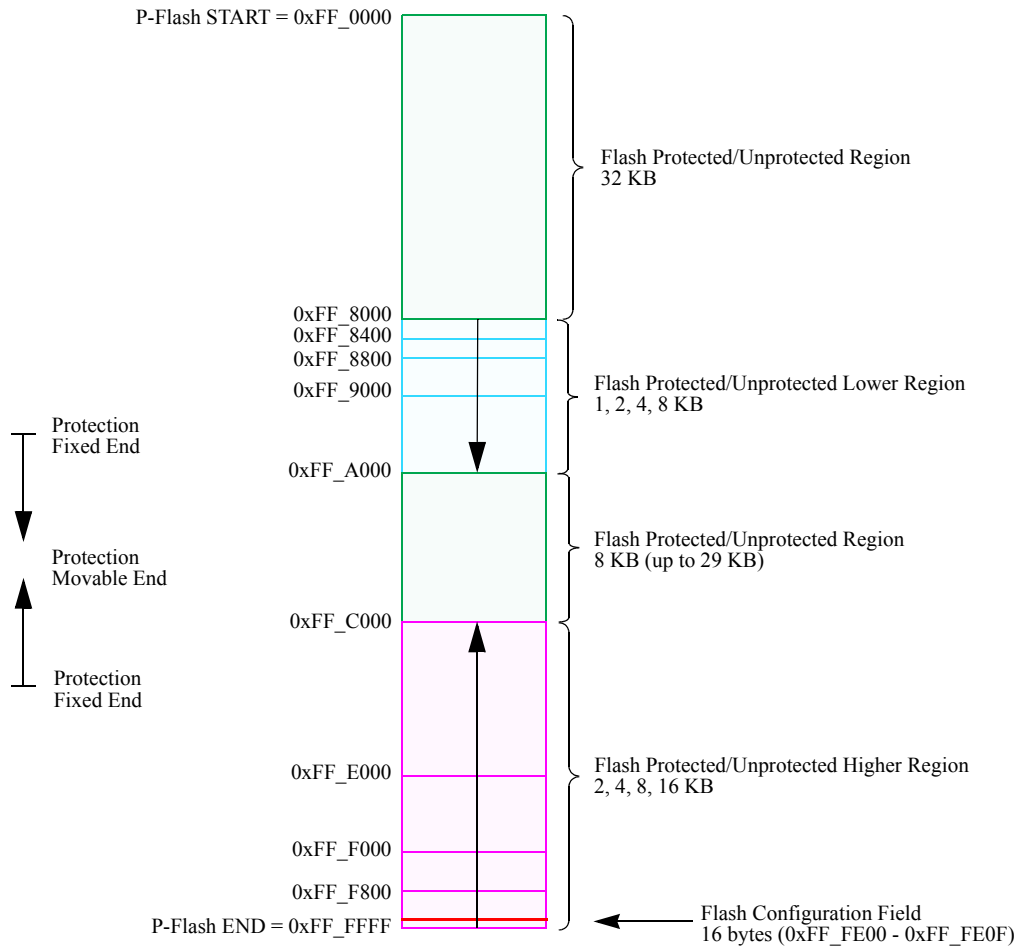 P-Flash START = 0xFF_0000
Flash Protected/Unprotected Region
32 KB
0xFF_8000
0xFF_8400
0xFF_8800
0xFF_9000
Flash Protected/Unprotected Lower Region
1, 2, 4, 8 KB
Protection
Fixed End
0xFF_A000
Protection
Movable End
Flash Protected/Unprotected Region
8 KB (up to 29 KB)
0xFF_C000
Protection
Fixed End
0xFF_E000
Flash Protected/Unprotected Higher Region
2, 4, 8, 16 KB
0xFF_F000
0xFF_F800
P-Flash END = 0xFF_FFFF
Flash Configuration Field
16 bytes (0xFF_FE00 - 0xFF_FE0F)